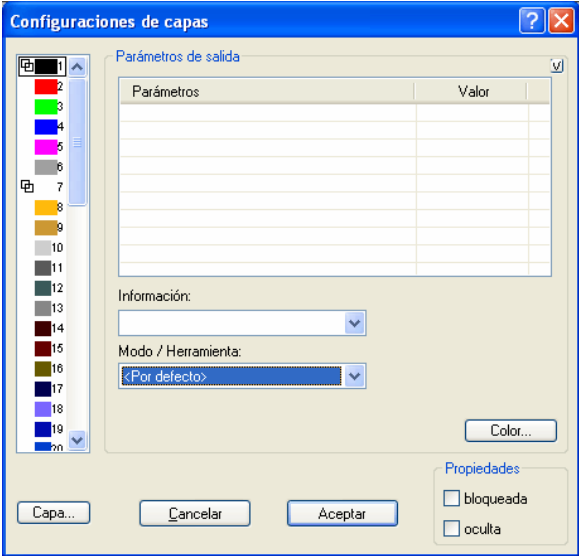 Configuraciones de capas
?
Parámetros de salida
v
Parámetros Valor
1
2
3
4
5
6
7
8
9
10
11
12
13
14
15
16
17
18
19
20
Información:
Modo / Herramienta:
<Por defecto>
Color...
Propiedades
bloqueada
oculta
Capa...
Cancelar
Aceptar